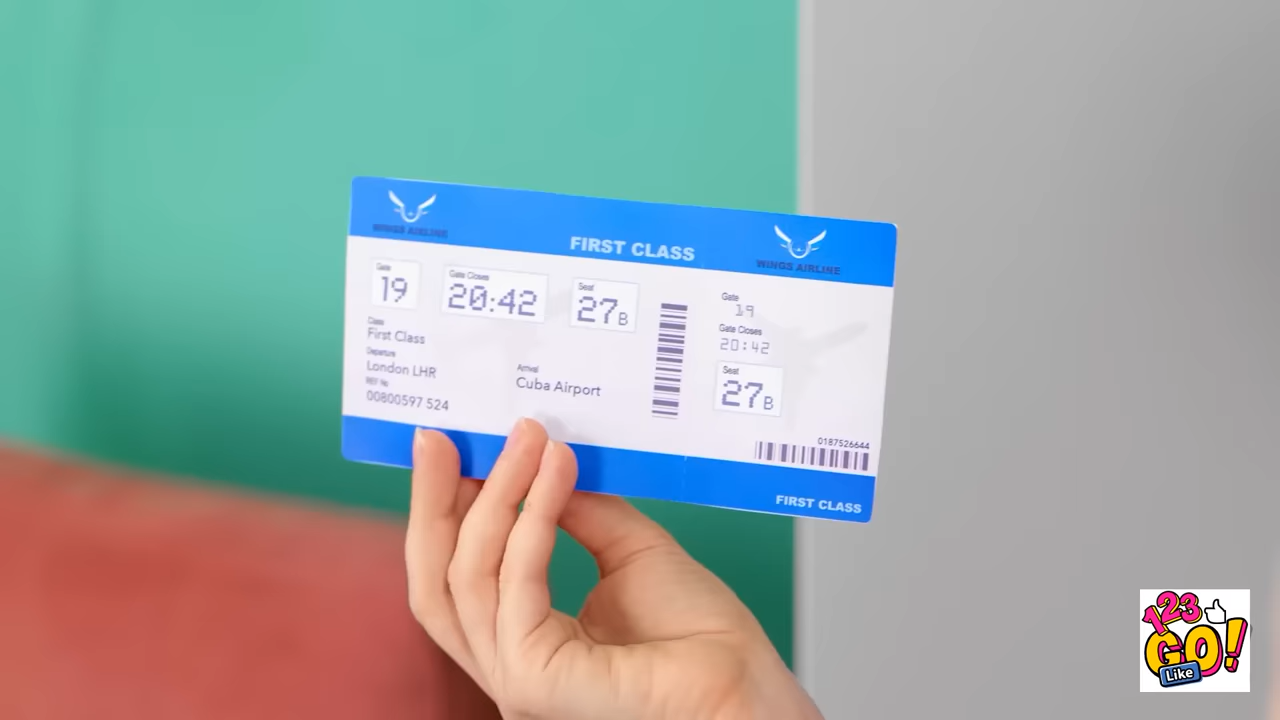 WINGS AIRLINE
FIRST CLASS
WINGS AIRLINE
Gate
19
Gate Closes
20:42
Seat
27B
Class
First Class
Departure
London LHR
REF No
00800597 524
Arrival
Cuba Airport
Gate
19
Gate Closes
20:42
Seat
27B
0187526644
FIRST CLASS
123
GO!
Like